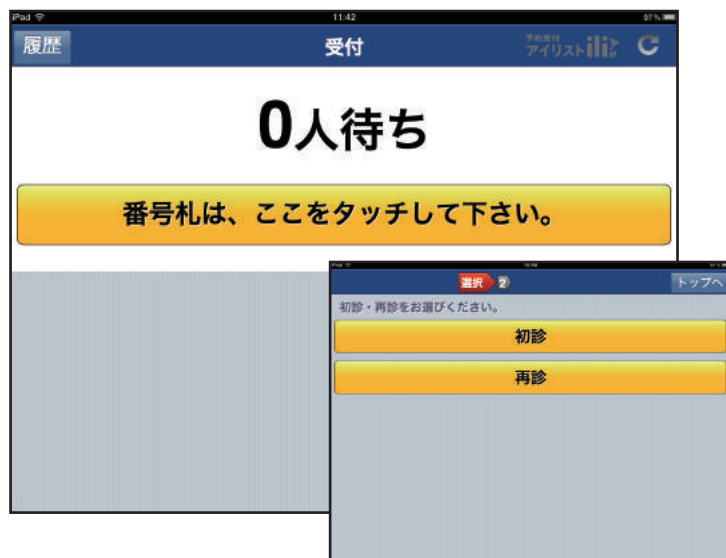 iPad 11:42 97%
履歴 受付 予約受付
アイリスト ili
0人待ち
番号札は、ここをタッチして下さい。
iPad
選択 2 トップへ
初診・再診をお選びください。
初診
再診